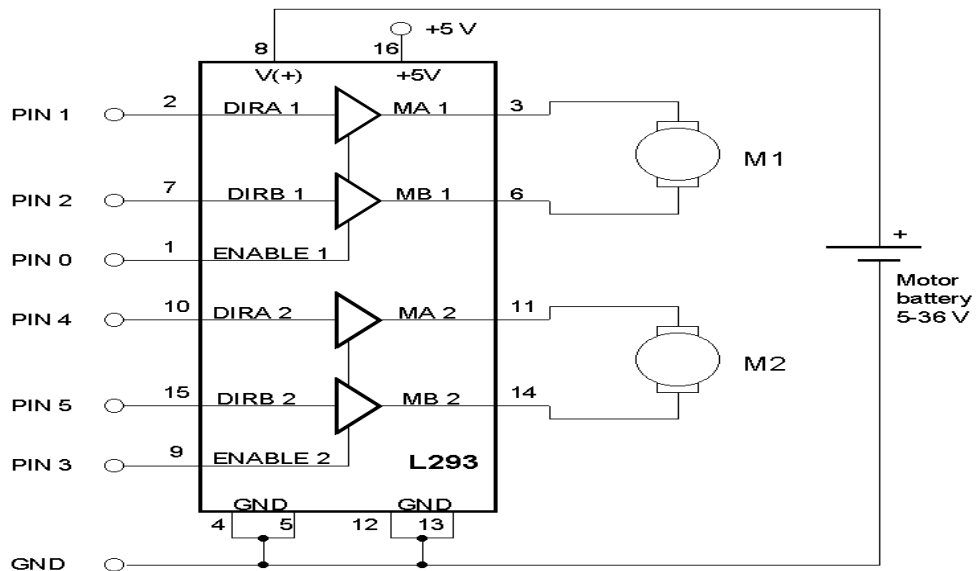 +5 V
8 16
V(+) +5V
PIN 1 2 DIRA 1 MA 1 3
M1
PIN 2 7 DIRB 1 MB 1 6
PIN 0 1 ENABLE 1
+
Motor
battery
5-36 V
PIN 4 10 DIRA 2 MA 2 11
M2
PIN 5 15 DIRB 2 MB 2 14
PIN 3 9 ENABLE 2 L293
GND GND
4 5 12 13
GND